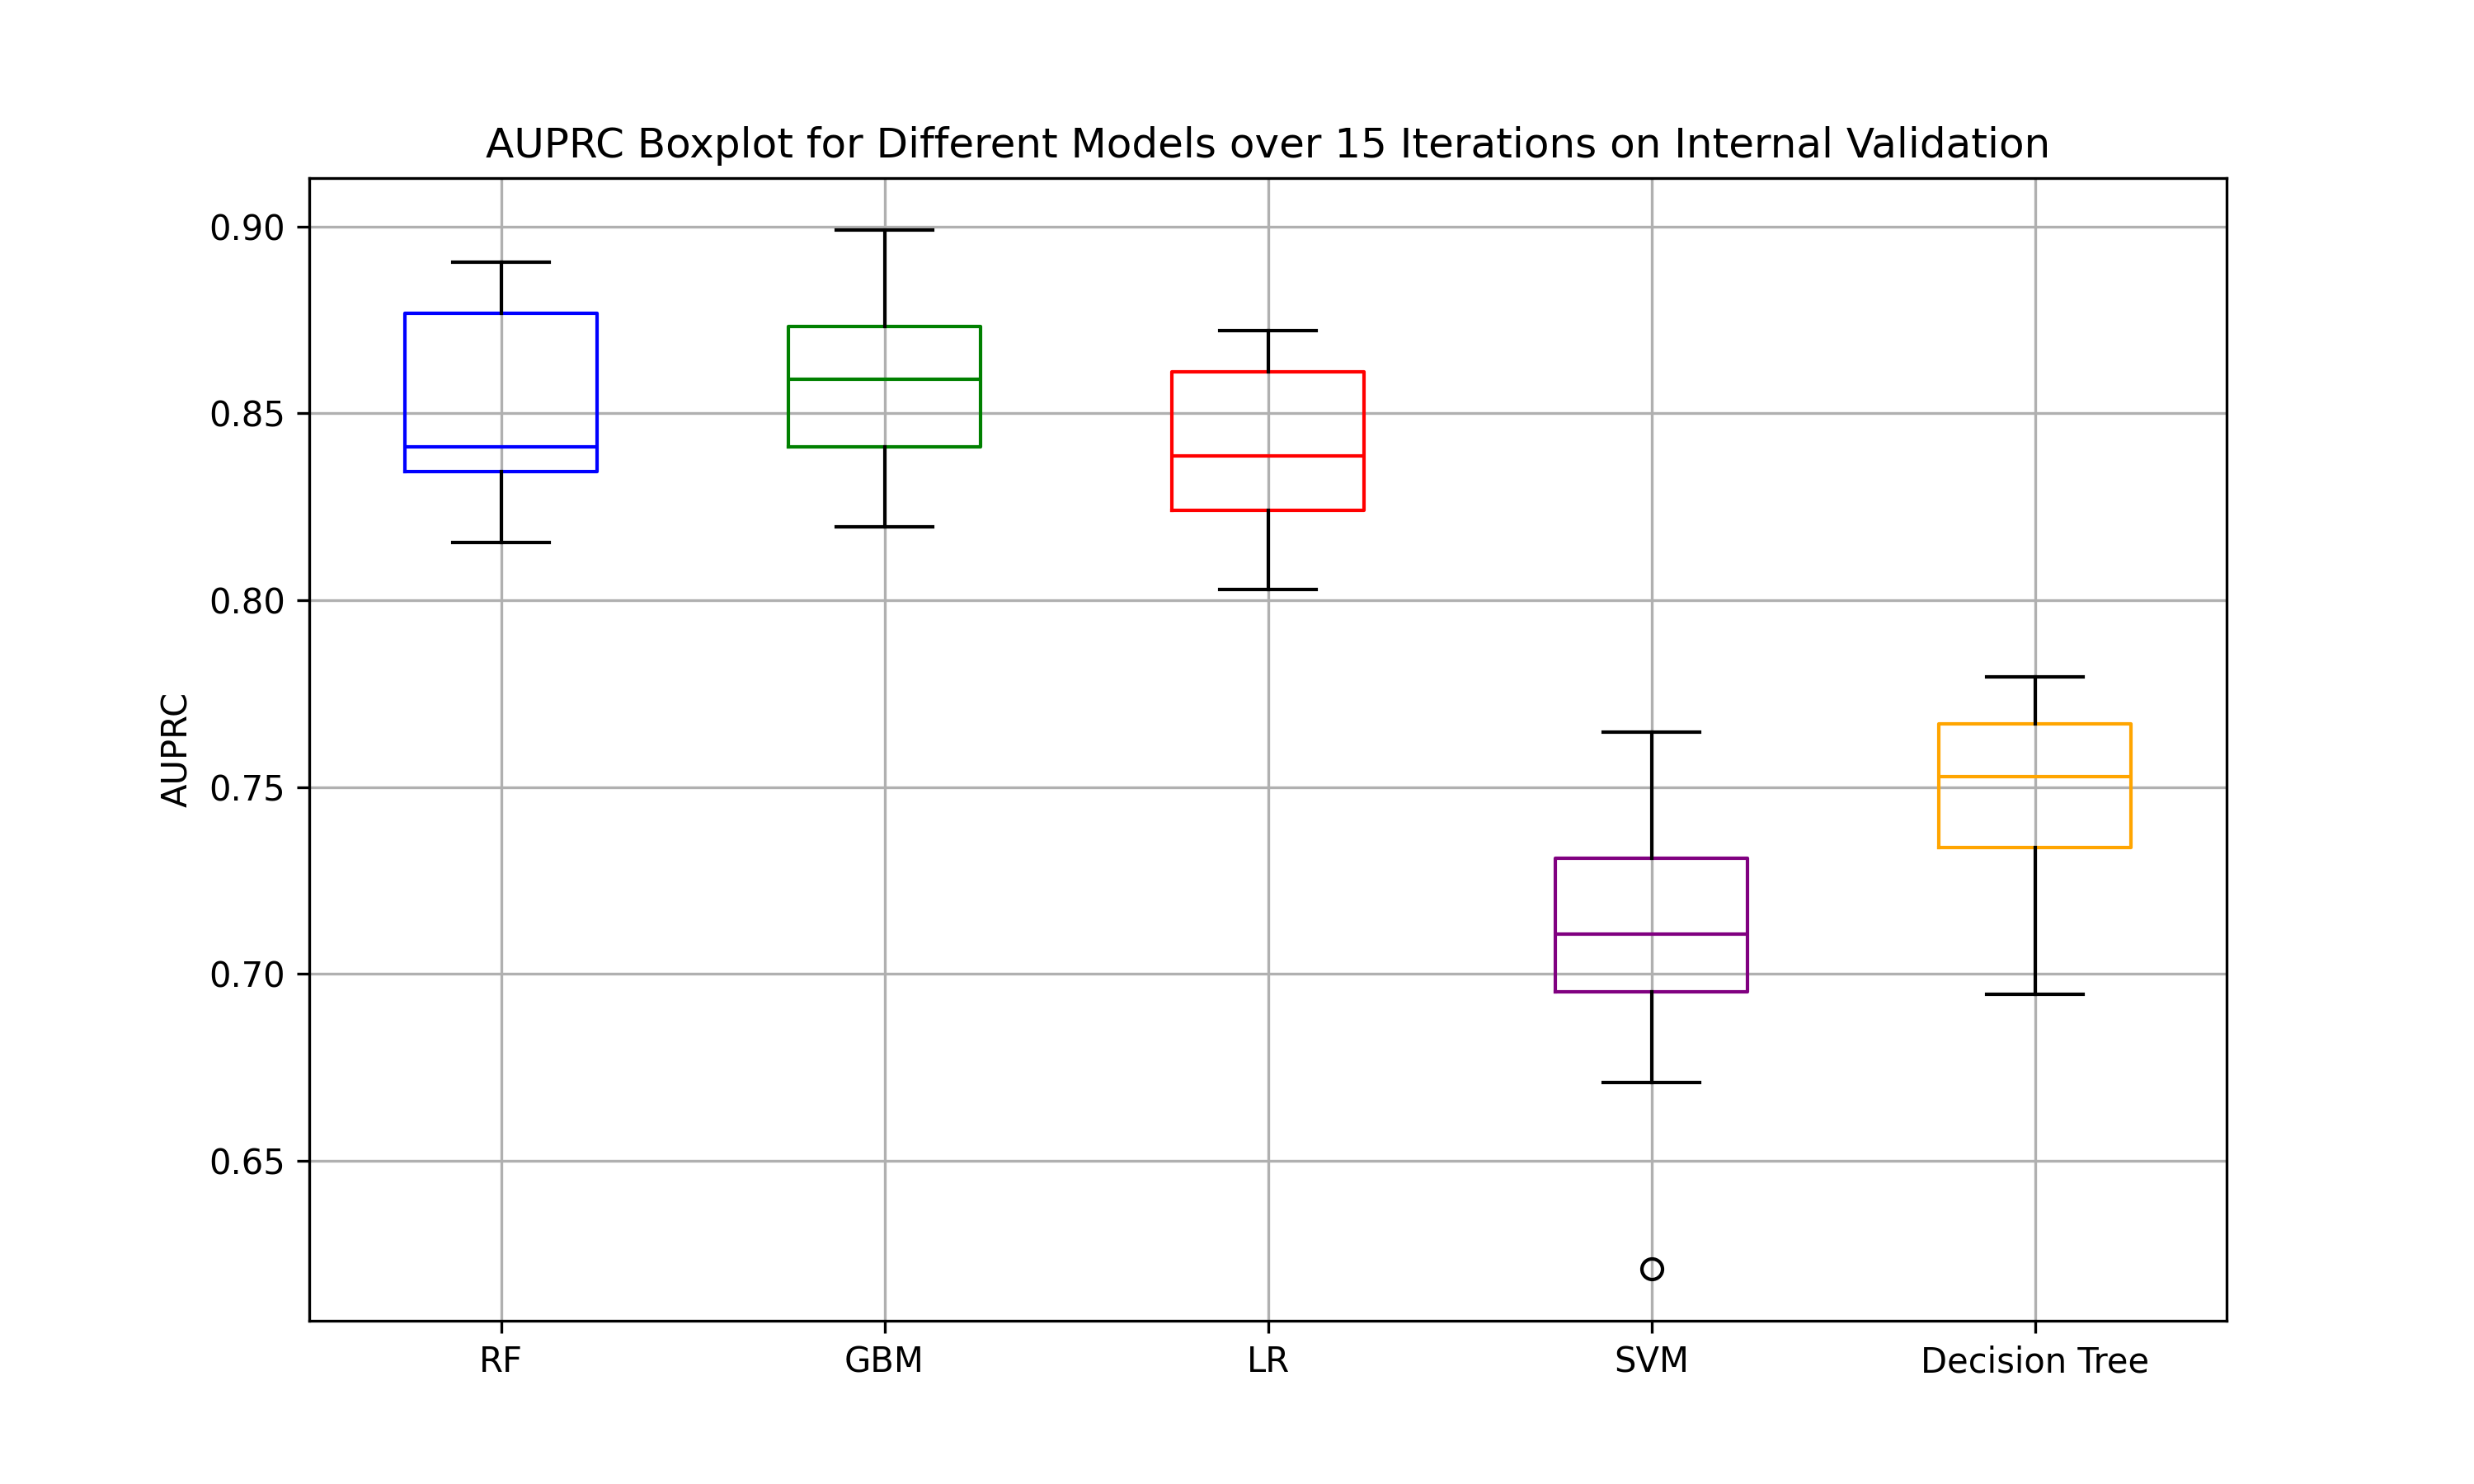 AUPRC Boxplot for Different Models over 15 Iterations on Internal Validation
0.90
0.85
0.80
0.75
0.70
0.65
AUPRC
RF GBM LR SVM Decision Tree